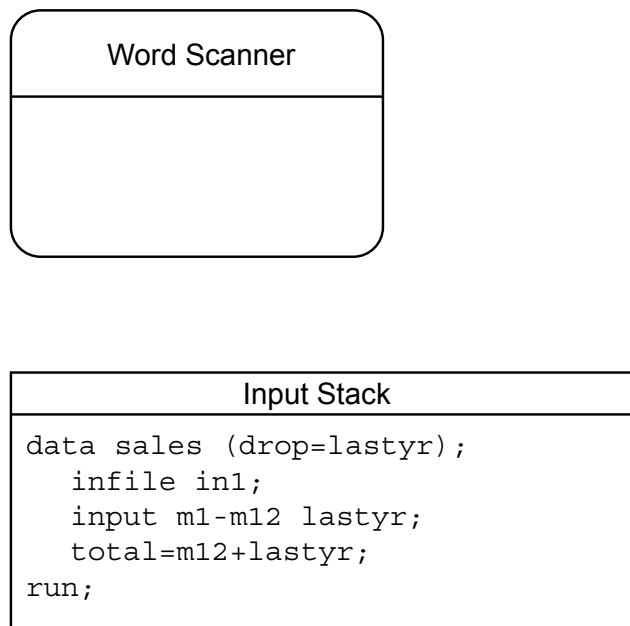 Word Scanner
Input Stack
data sales (drop=lastyr);
infile in1;
input m1-m12 lastyr;
total=m12+lastyr;
run;